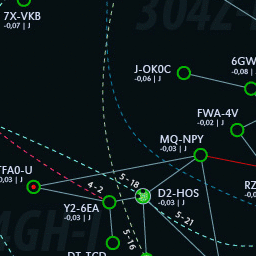 3042-
7X-VKB
-0,07 | J
J-OK0C
-0,06 | J
6GW
-0,08 |
FWA-4V
-0,02 | J
MQ-NPY
-0,03 | J
TFA0-U
-0,03 | J
5-18
4-2
D2-HOS
-0,03 | J
RZ
-0,0
Y2-6EA
-0,03 | J
5-21
5-16